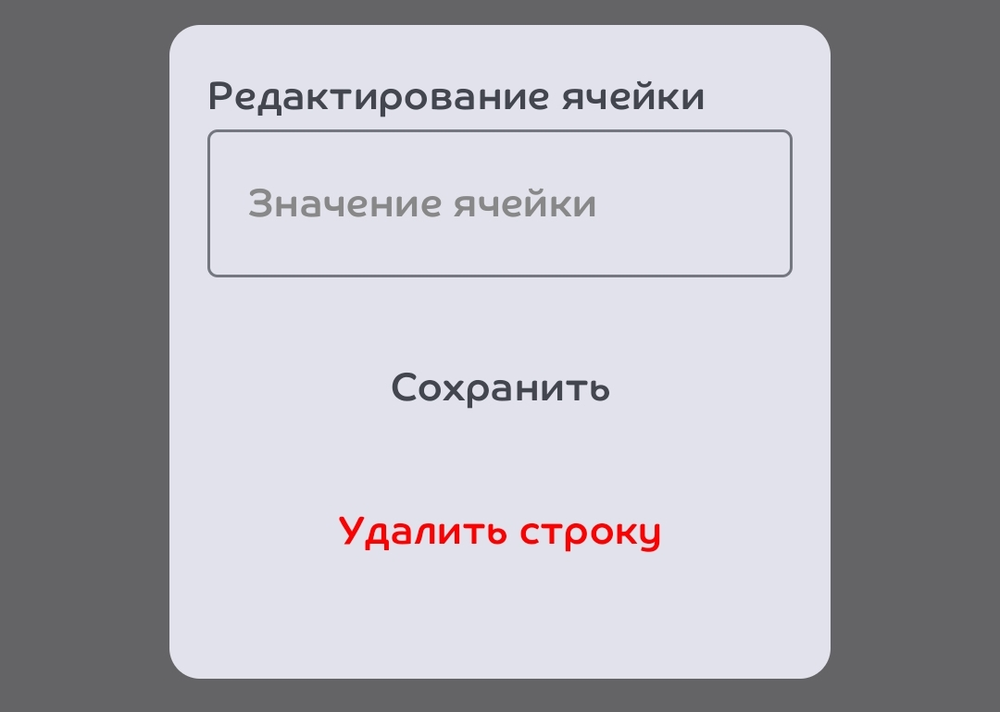 Редактирование ячейки
Значение ячейки
Сохранить
Удалить строку